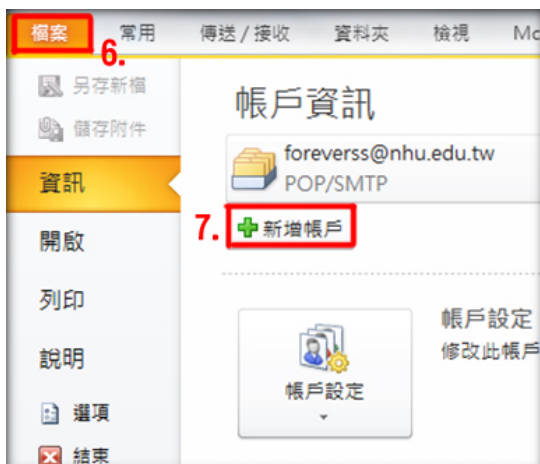 檔案 常用 傳送 / 接收 資料夾 檢視
6.
另存新檔
儲存附件
資訊
開啟
列印
說明
選項
結束
帳戶資訊
foreverss@nhu.edu.tw
POP/SMTP
7. 新增帳戶
帳戶設定
帳戶設定
修改此帳戶